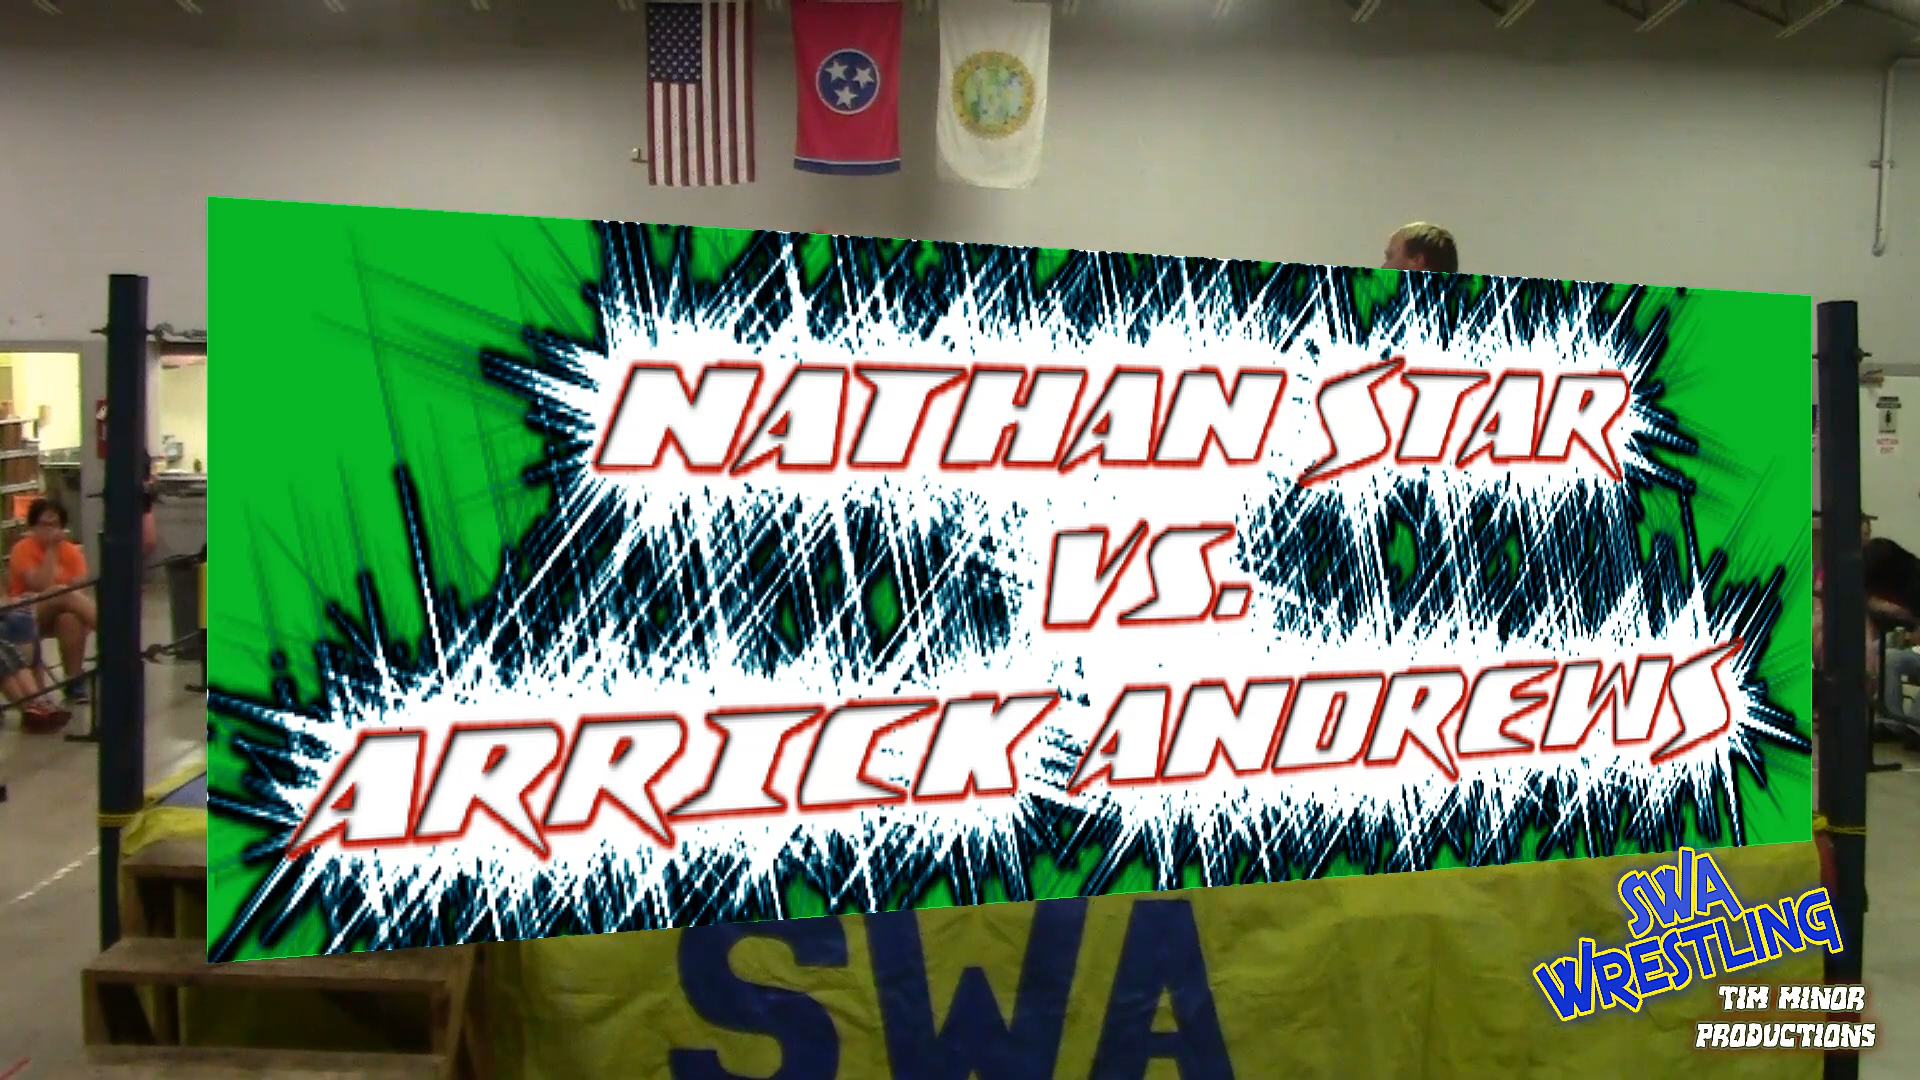 NATHAN STAR
VS.
ARRICK ANDREWS
SWA
SWA
WRESTLING
TIM MINOR
PRODUCTIONS